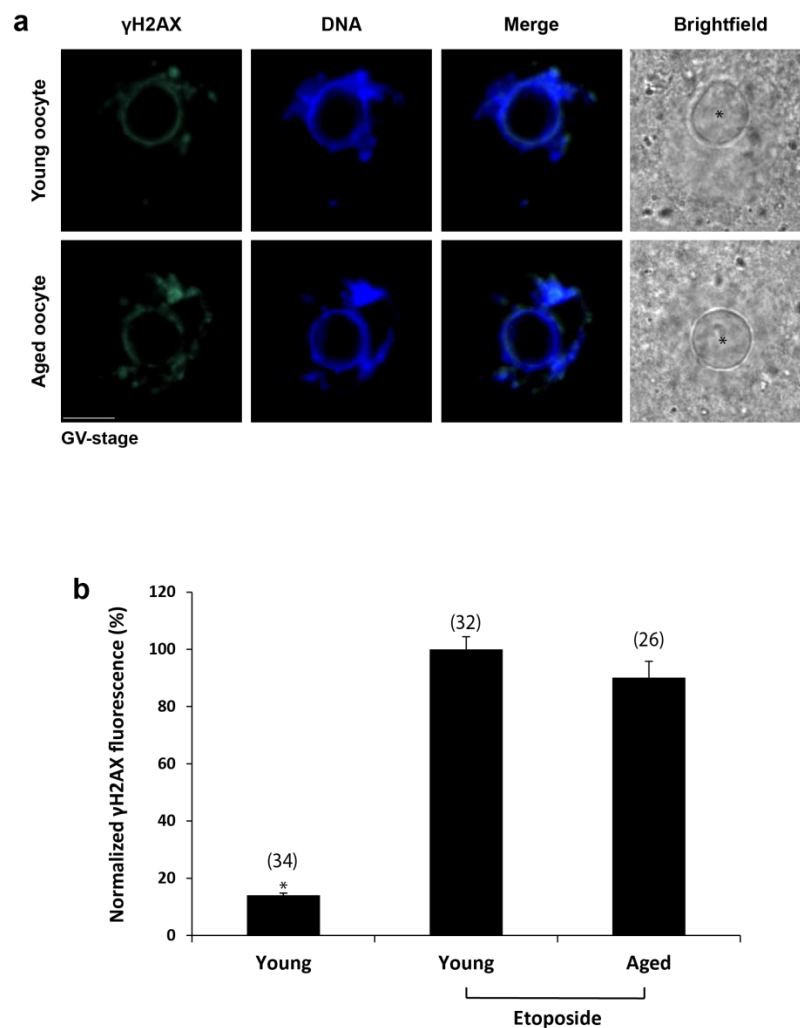 a
γH2AX DNA Merge Brightfield
Young oocyte
*
Aged oocyte
*
GV-stage
b
Normalized γH2AX fluorescence (%)
120
100
80
60
40
20
0
(34)
*
(32)
(26)
Young Young Aged
Etoposide